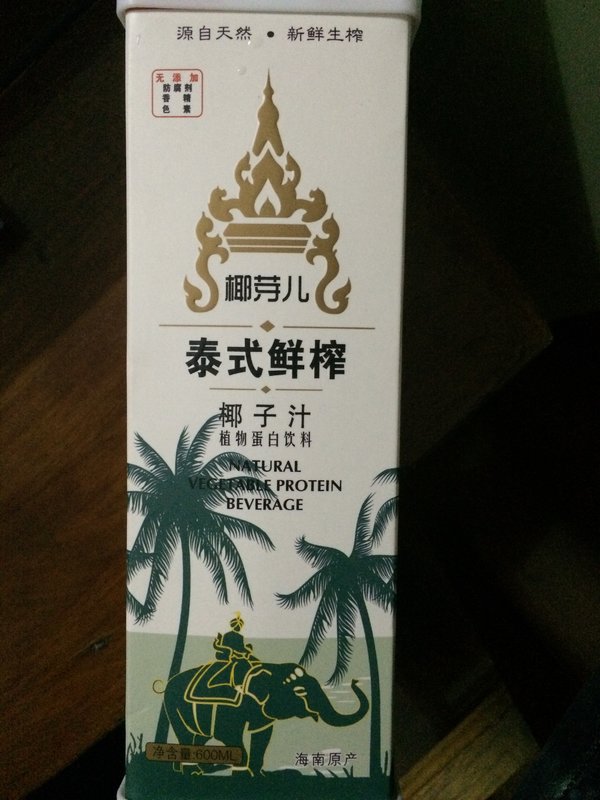 源自天然 • 新鲜生榨
无添加
防腐剂
香精
色素
椰芽儿
泰式鲜榨
椰子汁
植物蛋白饮料
NATURAL
VEGETABLE PROTEIN
BEVERAGE
净含量:600ML
海南原产